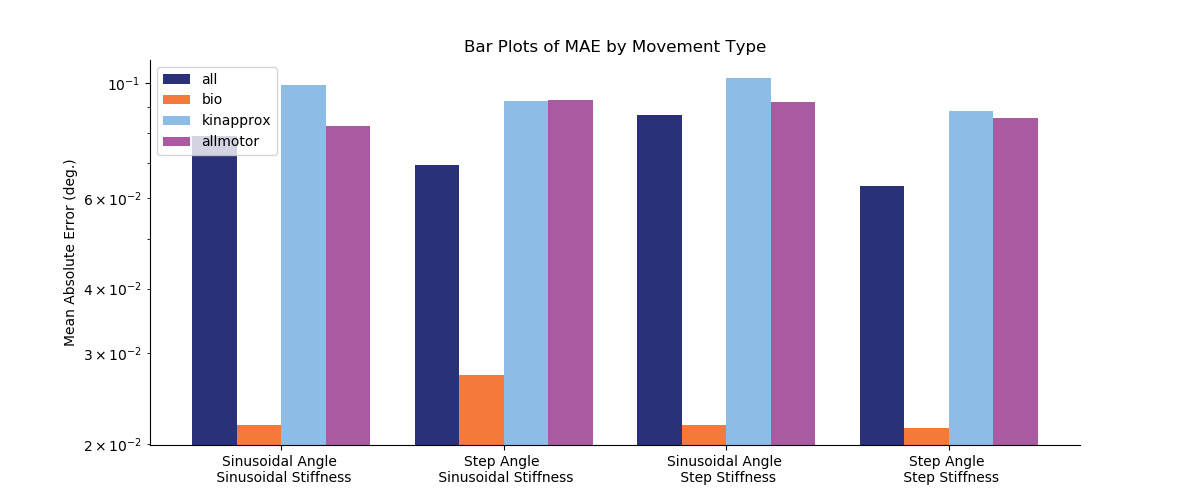 Bar Plots of MAE by Movement Type
all
bio
kinapprox
allmotor
Mean Absolute Error (deg.)
10⁻¹
6 × 10⁻²
4 × 10⁻²
3 × 10⁻²
2 × 10⁻²
Sinusoidal Angle
Sinusoidal Stiffness
Step Angle
Sinusoidal Stiffness
Sinusoidal Angle
Step Stiffness
Step Angle
Step Stiffness